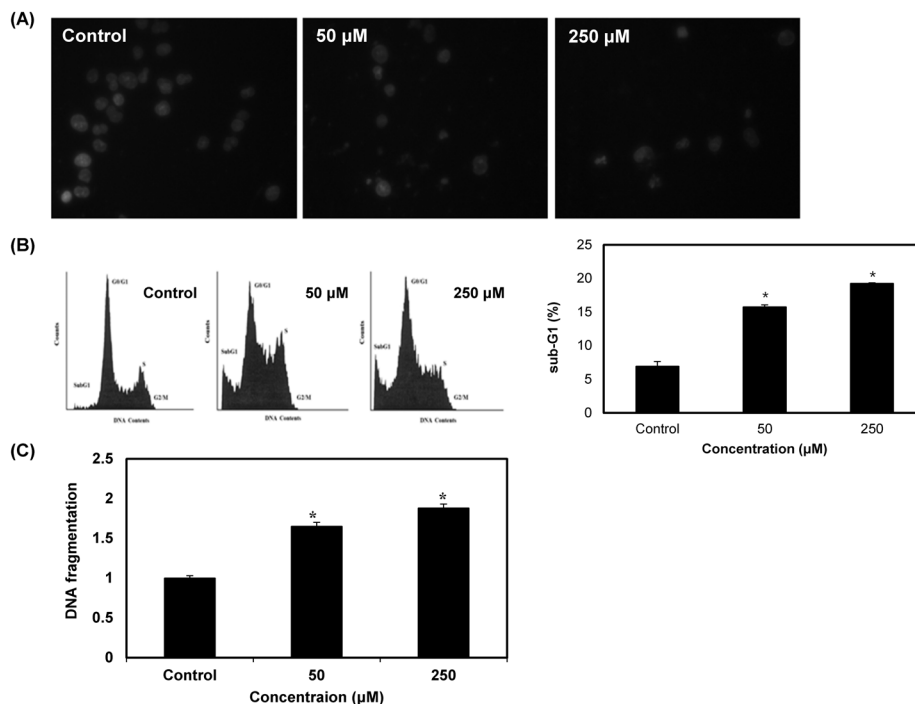 (A)
Control
50 µM
250 µM
(B)
Counts
SubG1
G0/G1
S
G2/M
DNA Contents
Control
SubG1
G0/G1
S
G2/M
DNA Contents
50 µM
SubG1
G0/G1
S
G2/M
DNA Contents
250 µM
sub-G1 (%)
25
20
15
10
5
0
*
*
Control
50
250
Concentration (µM)
(C)
DNA fragmentation
2.5
2
1.5
1
0.5
0
*
*
Control
50
250
Concentraion (µM)